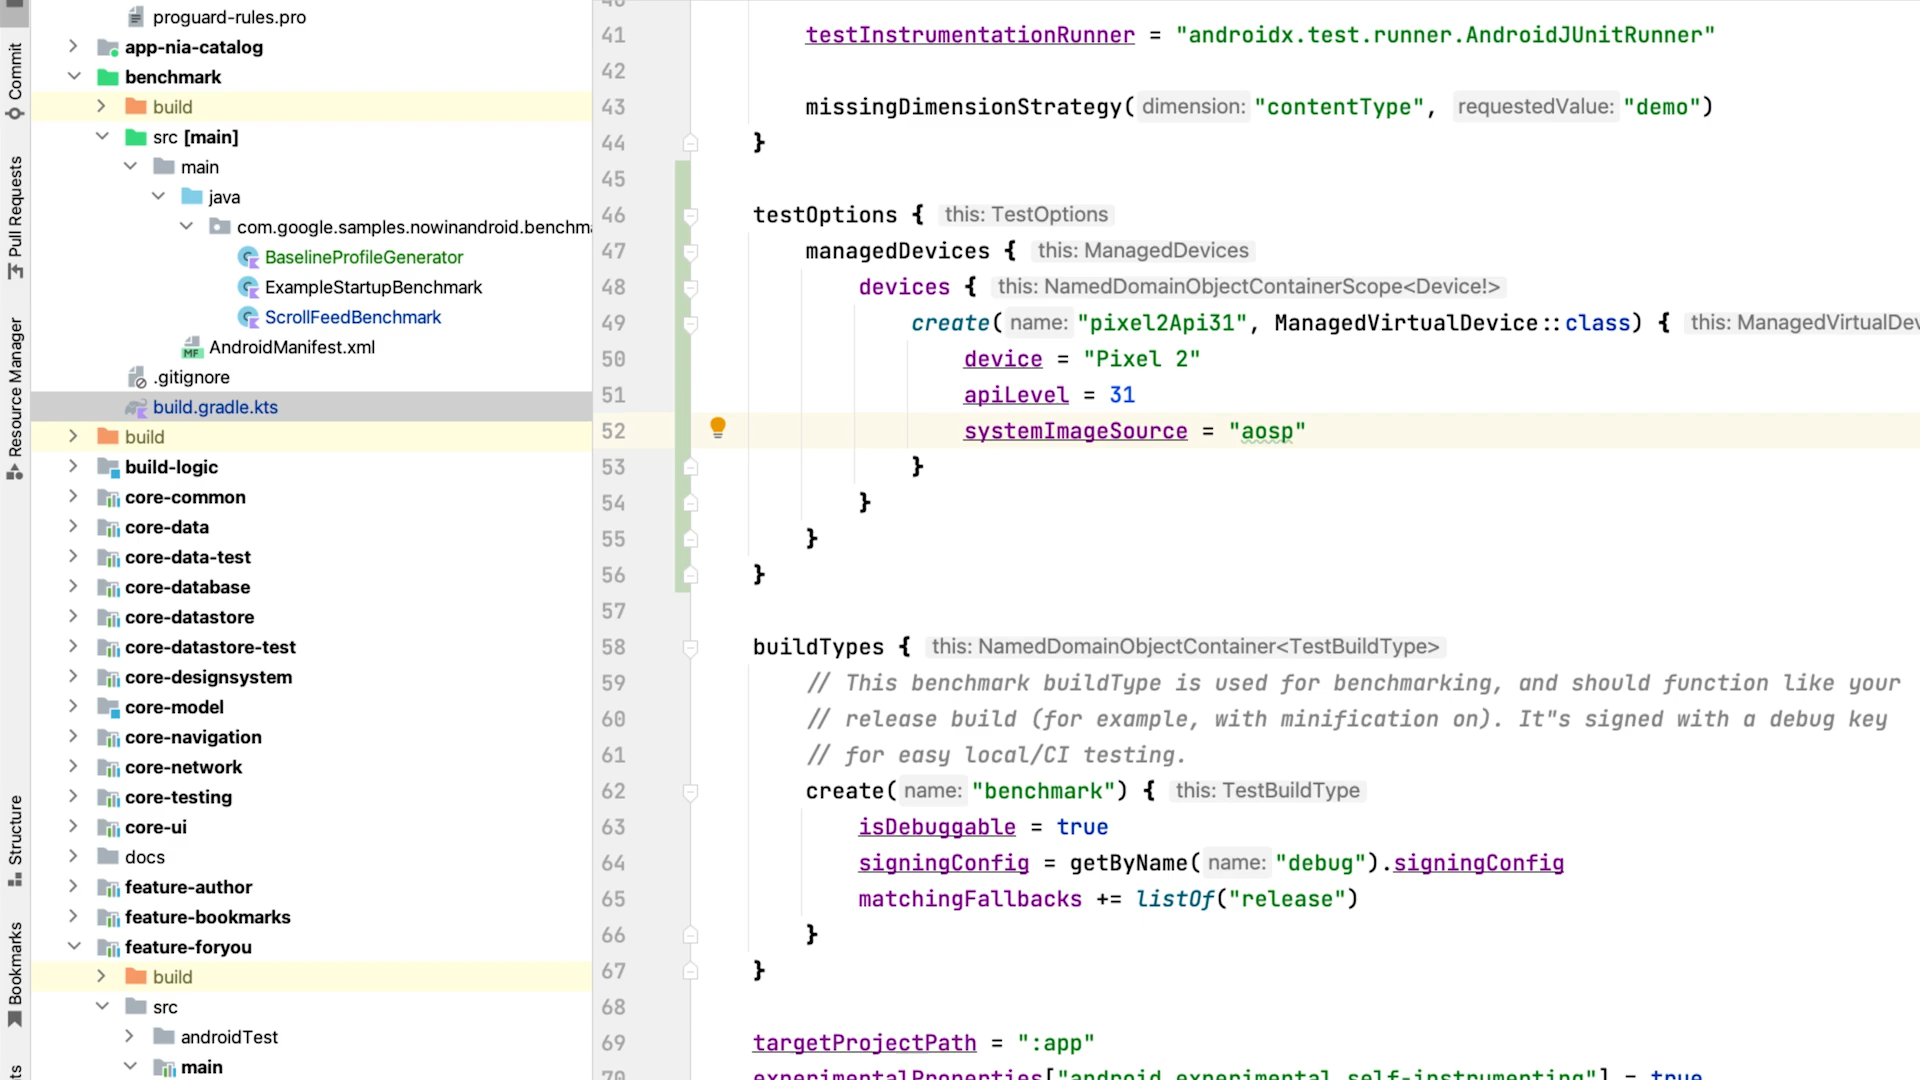 Commit
Pull Requests
Resource Manager
Structure
Bookmarks
proguard-rules.pro
app-nia-catalog
benchmark
build
src [main]
main
java
com.google.samples.nowinandroid.benchma
BaselineProfileGenerator
ExampleStartupBenchmark
ScrollFeedBenchmark
MF AndroidManifest.xml
.gitignore
build.gradle.kts
build
build-logic
core-common
core-data
core-data-test
core-database
core-datastore
core-datastore-test
core-designsystem
core-model
core-navigation
core-network
core-testing
core-ui
docs
feature-author
feature-bookmarks
feature-foryou
build
src
androidTest
main
41 testInstrumentationRunner = "androidx.test.runner.AndroidJUnitRunner"
42
43 missingDimensionStrategy( dimension: "contentType", requestedValue: "demo")
44 }
45
46 testOptions { this: TestOptions
47 managedDevices { this: ManagedDevices
48 devices { this: NamedDomainObjectContainerScope<Device!>
49 create( name: "pixel2Api31", ManagedVirtualDevice::class) { this: ManagedVirtualDev
50 device = "Pixel 2"
51 apiLevel = 31
52 systemImageSource = "aosp"
53 }
54 }
55 }
56 }
57
58 buildTypes { this: NamedDomainObjectContainer<TestBuildType>
59 // This benchmark buildType is used for benchmarking, and should function like your
60 // release build (for example, with minification on). It"s signed with a debug key
61 // for easy local/CI testing.
62 create( name: "benchmark") { this: TestBuildType
63 isDebuggable = true
64 signingConfig = getByName( name: "debug").signingConfig
65 matchingFallbacks += listOf("release")
66 }
67 }
68
69 targetProjectPath = ":app"
70 experimentalProperties["android.experimental.self-instrumenting"] = true